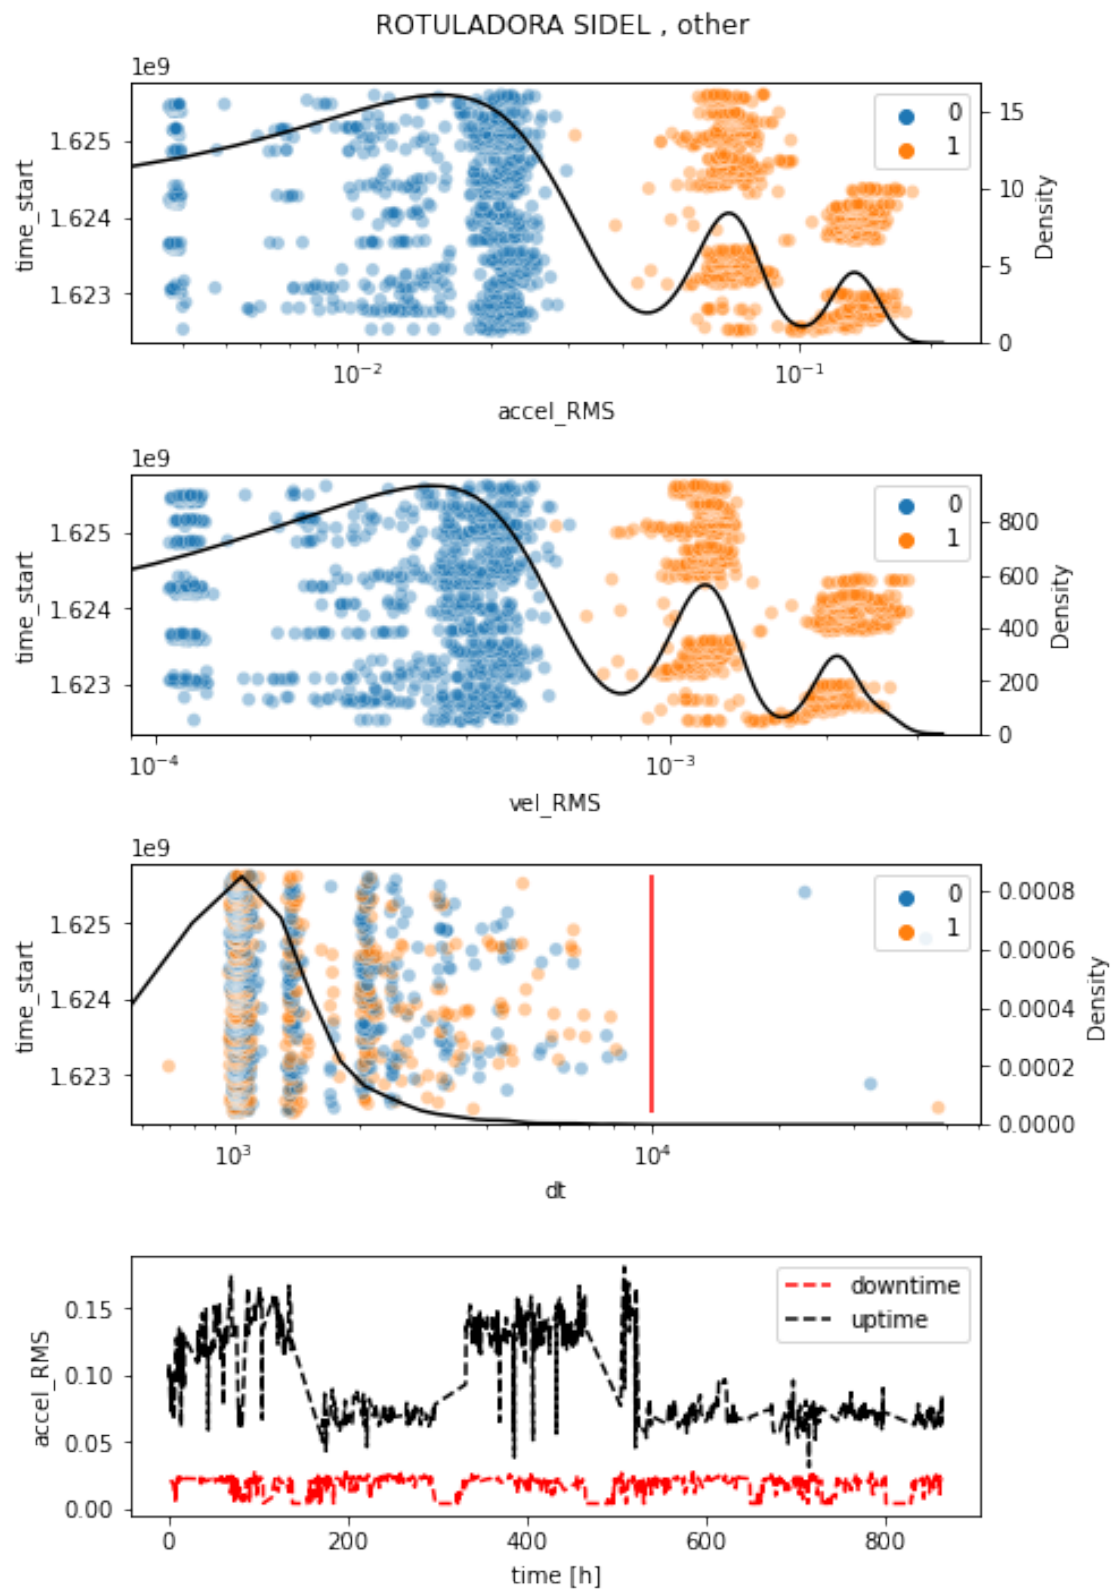 ROTULADORA SIDEL , other
1e9
0
1
1.625
1.624
1.623
time_start
15
10
5
0
Density
10⁻²
10⁻¹
accel_RMS
1e9
0
1
1.625
1.624
1.623
time_start
800
600
400
200
0
Density
10⁻⁴
10⁻³
vel_RMS
1e9
0
1
1.625
1.624
1.623
time_start
0.0008
0.0006
0.0004
0.0002
0.0000
Density
10³
10⁴
dt
downtime
uptime
0.15
0.10
0.05
0.00
accel_RMS
0
200
400
600
800
time [h]